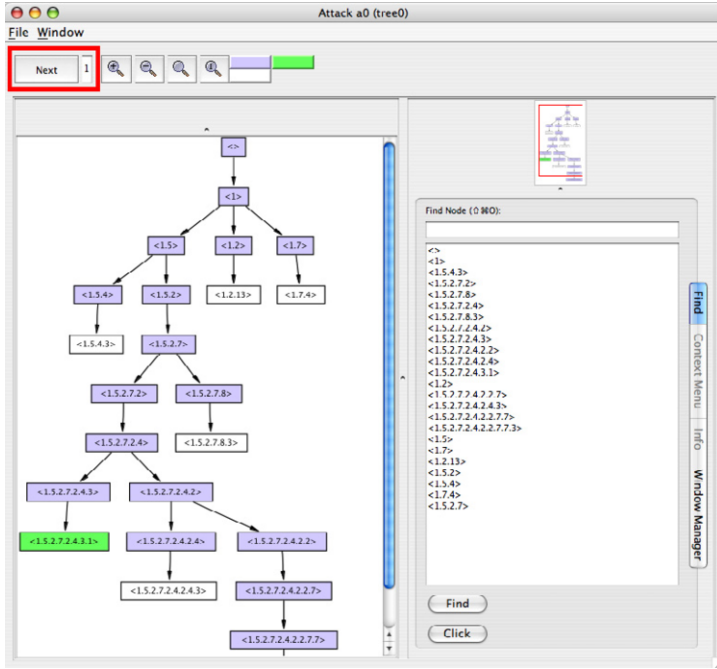 Attack a0 (tree0)
File Window
Next 1
<>
<1>
<1.5> <1.2> <1.7>
<1.5.4> <1.5.2> <1.2.13> <1.7.4>
<1.5.4.3> <1.5.2.7>
<1.5.2.7.2> <1.5.2.7.8>
<1.5.2.7.2.4> <1.5.2.7.8.3>
<1.5.2.7.2.4.3> <1.5.2.7.2.4.2>
<1.5.2.7.2.4.3.1> <1.5.2.7.2.4.2.4> <1.5.2.7.2.4.2.2>
<1.5.2.7.2.4.2.4.3> <1.5.2.7.2.4.2.2.7>
<1.5.2.7.2.4.2.2.7.7>
Find Node (⇧⌘O):
<>
<1>
<1.5.4.3>
<1.5.2.7.2>
<1.5.2.7.8>
<1.5.2.7.2.4>
<1.5.2.7.8.3>
<1.5.2.7.2.4.2>
<1.5.2.7.2.4.3>
<1.5.2.7.2.4.2.2>
<1.5.2.7.2.4.2.4>
<1.5.2.7.2.4.3.1>
<1.2>
<1.5.2.7.2.4.2.2.7>
<1.5.2.7.2.4.2.4.3>
<1.5.2.7.2.4.2.2.7.7>
<1.5.2.7.2.4.2.2.7.7.3>
<1.5>
<1.7>
<1.2.13>
<1.5.2>
<1.5.4>
<1.7.4>
<1.5.2.7>
Find
Click
Find
Context Menu
Info
Window Manager